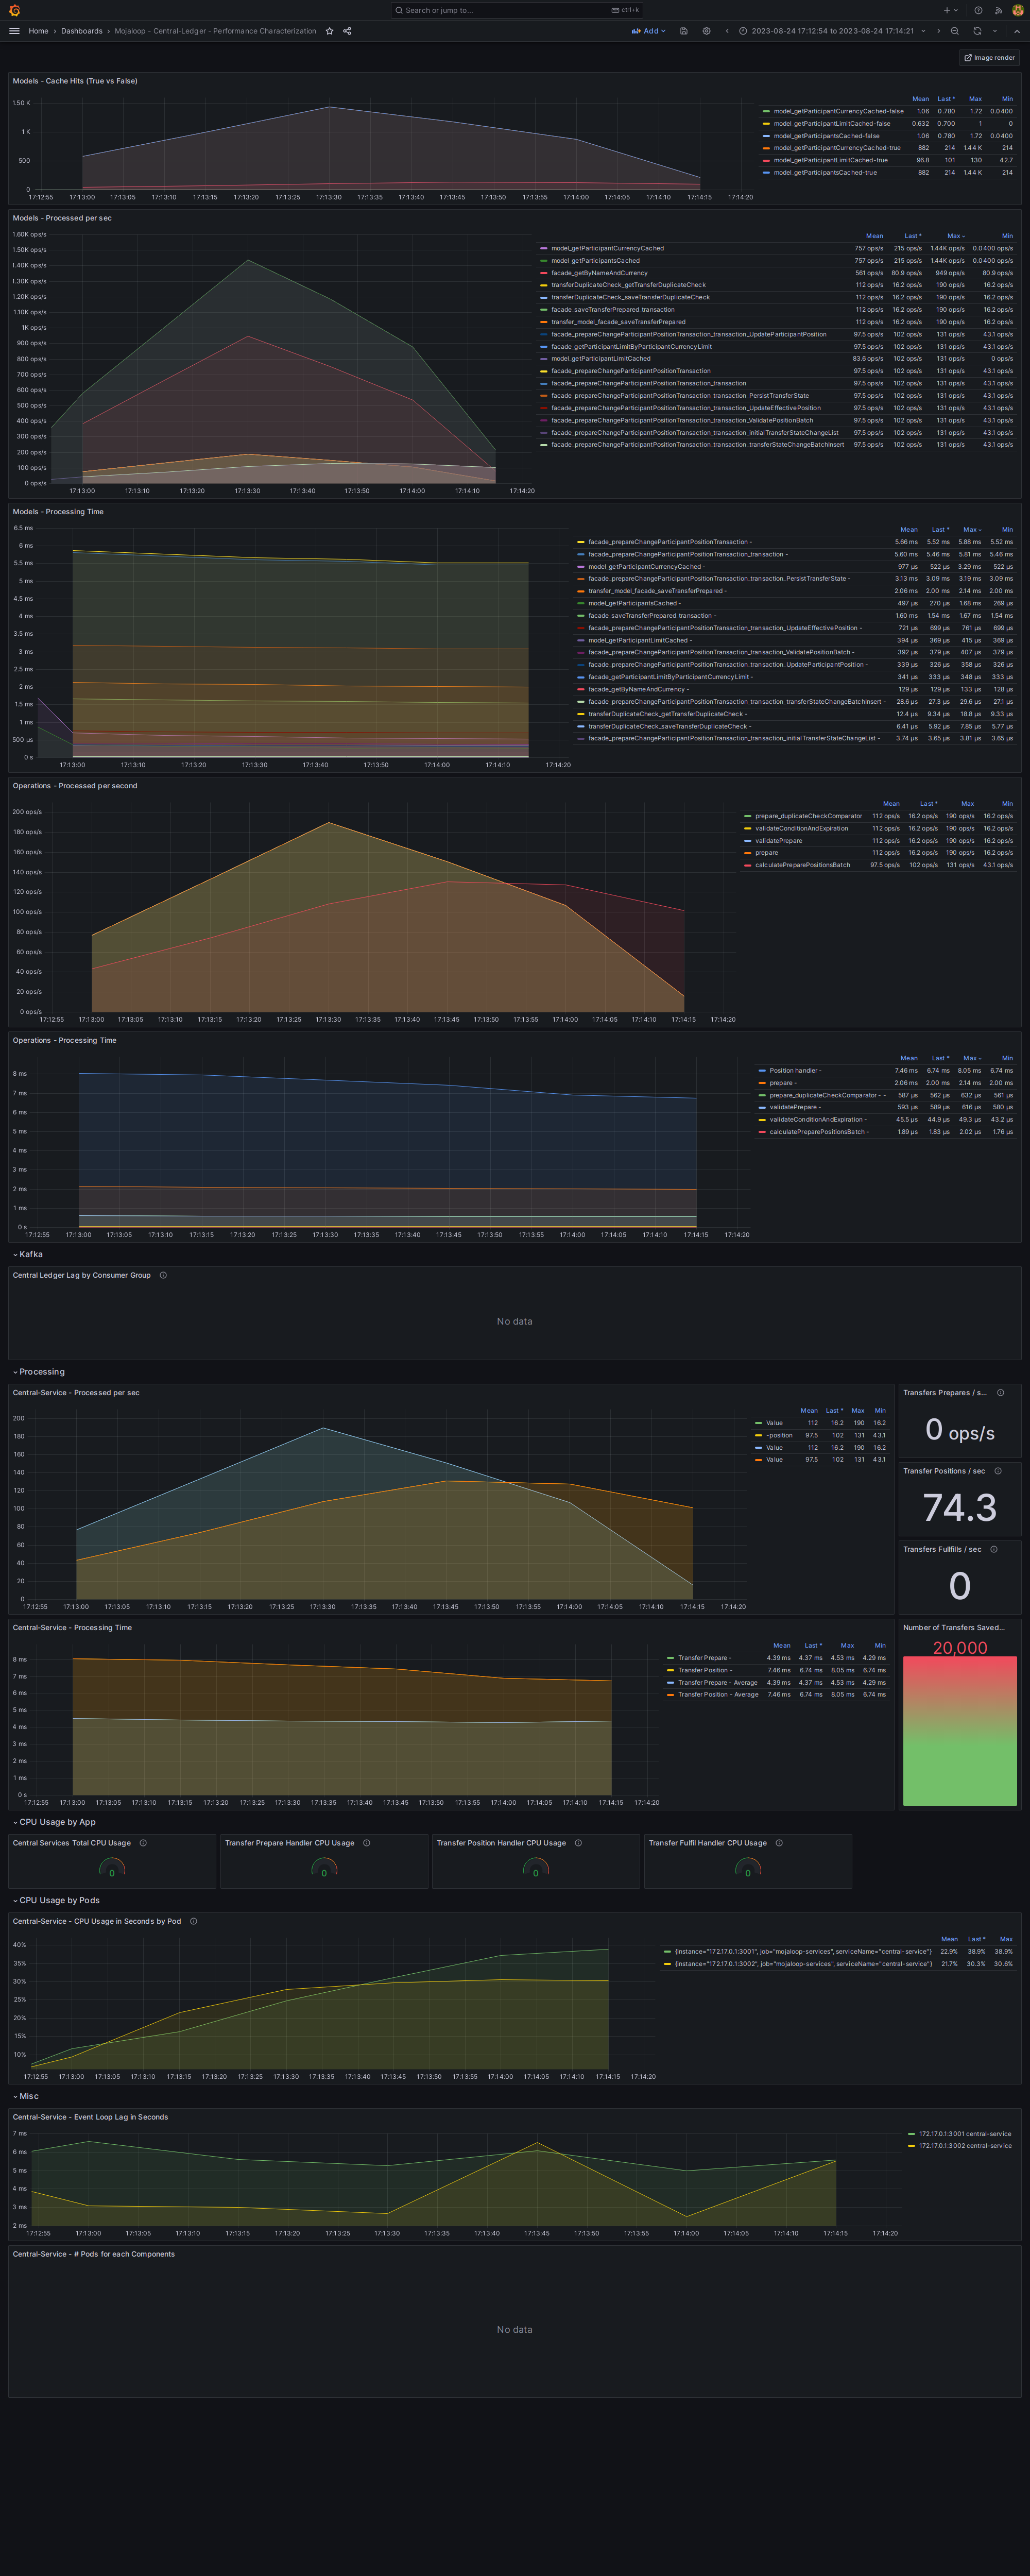 Search or jump to...
ctrl+k
Home › Dashboards › Mojaloop - Central-Ledger - Performance Characterization
Add
2023-08-24 17:12:54 to 2023-08-24 17:14:21
Image render
Models - Cache Hits (True vs False)
1.50 K
1 K
500
0
17:12:55 17:13:00 17:13:05 17:13:10 17:13:15 17:13:20 17:13:25 17:13:30 17:13:35 17:13:40 17:13:45 17:13:50 17:13:55 17:14:00 17:14:05 17:14:10 17:14:15 17:14:20
Mean Last * Max Min
model_getParticipantCurrencyCached-false 1.06 0.780 1.72 0.0400
model_getParticipantLimitCached-false 0.632 0.700 1 0
model_getParticipantsCached-false 1.06 0.780 1.72 0.0400
model_getParticipantCurrencyCached-true 882 214 1.44 K 214
model_getParticipantLimitCached-true 96.8 101 130 42.7
model_getParticipantsCached-true 882 214 1.44 K 214
Models - Processed per sec
1.60K ops/s
1.50K ops/s
1.40K ops/s
1.30K ops/s
1.20K ops/s
1.10K ops/s
1K ops/s
900 ops/s
800 ops/s
700 ops/s
600 ops/s
500 ops/s
400 ops/s
300 ops/s
200 ops/s
100 ops/s
0 ops/s
17:13:00 17:13:10 17:13:20 17:13:30 17:13:40 17:13:50 17:14:00 17:14:10 17:14:20
Mean Last * Max Min
model_getParticipantCurrencyCached 757 ops/s 215 ops/s 1.44K ops/s 0.0400 ops/s
model_getParticipantsCached 757 ops/s 215 ops/s 1.44K ops/s 0.0400 ops/s
facade_getByNameAndCurrency 561 ops/s 80.9 ops/s 949 ops/s 80.9 ops/s
transferDuplicateCheck_getTransferDuplicateCheck 112 ops/s 16.2 ops/s 190 ops/s 16.2 ops/s
transferDuplicateCheck_saveTransferDuplicateCheck 112 ops/s 16.2 ops/s 190 ops/s 16.2 ops/s
facade_saveTransferPrepared_transaction 112 ops/s 16.2 ops/s 190 ops/s 16.2 ops/s
transfer_model_facade_saveTransferPrepared 112 ops/s 16.2 ops/s 190 ops/s 16.2 ops/s
facade_prepareChangeParticipantPositionTransaction_transaction_UpdateParticipantPosition 97.5 ops/s 102 ops/s 131 ops/s 43.1 ops/s
facade_getParticipantLimitByParticipantCurrencyLimit 97.5 ops/s 102 ops/s 131 ops/s 43.1 ops/s
model_getParticipantLimitCached 83.6 ops/s 102 ops/s 131 ops/s 0 ops/s
facade_prepareChangeParticipantPositionTransaction 97.5 ops/s 102 ops/s 131 ops/s 43.1 ops/s
facade_prepareChangeParticipantPositionTransaction_transaction 97.5 ops/s 102 ops/s 131 ops/s 43.1 ops/s
facade_prepareChangeParticipantPositionTransaction_transaction_PersistTransferState 97.5 ops/s 102 ops/s 131 ops/s 43.1 ops/s
facade_prepareChangeParticipantPositionTransaction_transaction_UpdateEffectivePosition 97.5 ops/s 102 ops/s 131 ops/s 43.1 ops/s
facade_prepareChangeParticipantPositionTransaction_transaction_ValidatePositionBatch 97.5 ops/s 102 ops/s 131 ops/s 43.1 ops/s
facade_prepareChangeParticipantPositionTransaction_transaction_initialTransferStateChangeList 97.5 ops/s 102 ops/s 131 ops/s 43.1 ops/s
facade_prepareChangeParticipantPositionTransaction_transaction_transferStateChangeBatchInsert 97.5 ops/s 102 ops/s 131 ops/s 43.1 ops/s
Models - Processing Time
6.5 ms
6 ms
5.5 ms
5 ms
4.5 ms
4 ms
3.5 ms
3 ms
2.5 ms
2 ms
1.5 ms
1 ms
500 µs
0 s
17:13:00 17:13:10 17:13:20 17:13:30 17:13:40 17:13:50 17:14:00 17:14:10 17:14:20
Mean Last * Max Min
facade_prepareChangeParticipantPositionTransaction - 5.66 ms 5.52 ms 5.88 ms 5.52 ms
facade_prepareChangeParticipantPositionTransaction_transaction - 5.60 ms 5.46 ms 5.81 ms 5.46 ms
model_getParticipantCurrencyCached - 977 µs 522 µs 3.29 ms 522 µs
facade_prepareChangeParticipantPositionTransaction_transaction_PersistTransferState - 3.13 ms 3.09 ms 3.19 ms 3.09 ms
transfer_model_facade_saveTransferPrepared - 2.06 ms 2.00 ms 2.14 ms 2.00 ms
model_getParticipantsCached - 497 µs 270 µs 1.68 ms 269 µs
facade_saveTransferPrepared_transaction - 1.60 ms 1.54 ms 1.67 ms 1.54 ms
facade_prepareChangeParticipantPositionTransaction_transaction_UpdateEffectivePosition - 721 µs 699 µs 761 µs 699 µs
model_getParticipantLimitCached - 394 µs 369 µs 415 µs 369 µs
facade_prepareChangeParticipantPositionTransaction_transaction_ValidatePositionBatch - 392 µs 379 µs 407 µs 379 µs
facade_prepareChangeParticipantPositionTransaction_transaction_UpdateParticipantPosition - 339 µs 326 µs 358 µs 326 µs
facade_getParticipantLimitByParticipantCurrencyLimit - 341 µs 333 µs 348 µs 333 µs
facade_getByNameAndCurrency - 129 µs 129 µs 133 µs 128 µs
facade_prepareChangeParticipantPositionTransaction_transaction_transferStateChangeBatchInsert - 28.6 µs 27.3 µs 29.6 µs 27.1 µs
transferDuplicateCheck_getTransferDuplicateCheck - 12.4 µs 9.34 µs 18.8 µs 9.33 µs
transferDuplicateCheck_saveTransferDuplicateCheck - 6.41 µs 5.92 µs 7.85 µs 5.77 µs
facade_prepareChangeParticipantPositionTransaction_transaction_initialTransferStateChangeList - 3.74 µs 3.65 µs 3.81 µs 3.65 µs
Operations - Processed per second
200 ops/s
180 ops/s
160 ops/s
140 ops/s
120 ops/s
100 ops/s
80 ops/s
60 ops/s
40 ops/s
20 ops/s
0 ops/s
17:12:55 17:13:00 17:13:05 17:13:10 17:13:15 17:13:20 17:13:25 17:13:30 17:13:35 17:13:40 17:13:45 17:13:50 17:13:55 17:14:00 17:14:05 17:14:10 17:14:15 17:14:20
Mean Last * Max Min
prepare_duplicateCheckComparator 112 ops/s 16.2 ops/s 190 ops/s 16.2 ops/s
validateConditionAndExpiration 112 ops/s 16.2 ops/s 190 ops/s 16.2 ops/s
validatePrepare 112 ops/s 16.2 ops/s 190 ops/s 16.2 ops/s
prepare 112 ops/s 16.2 ops/s 190 ops/s 16.2 ops/s
calculatePreparePositionsBatch 97.5 ops/s 102 ops/s 131 ops/s 43.1 ops/s
Operations - Processing Time
8 ms
7 ms
6 ms
5 ms
4 ms
3 ms
2 ms
1 ms
0 s
17:12:55 17:13:00 17:13:05 17:13:10 17:13:15 17:13:20 17:13:25 17:13:30 17:13:35 17:13:40 17:13:45 17:13:50 17:13:55 17:14:00 17:14:05 17:14:10 17:14:15 17:14:20
Mean Last * Max Min
Position handler - 7.46 ms 6.74 ms 8.05 ms 6.74 ms
prepare - 2.06 ms 2.00 ms 2.14 ms 2.00 ms
prepare_duplicateCheckComparator - - 587 µs 562 µs 632 µs 561 µs
validatePrepare - 593 µs 589 µs 616 µs 580 µs
validateConditionAndExpiration - 45.5 µs 44.9 µs 49.3 µs 43.2 µs
calculatePreparePositionsBatch - 1.89 µs 1.83 µs 2.02 µs 1.76 µs
Kafka
Central Ledger Lag by Consumer Group
No data
Processing
Central-Service - Processed per sec
200
180
160
140
120
100
80
60
40
20
0
17:12:55 17:13:00 17:13:05 17:13:10 17:13:15 17:13:20 17:13:25 17:13:30 17:13:35 17:13:40 17:13:45 17:13:50 17:13:55 17:14:00 17:14:05 17:14:10 17:14:15 17:14:20
Mean Last * Max Min
Value 112 16.2 190 16.2
-position 97.5 102 131 43.1
Value 112 16.2 190 16.2
Value 97.5 102 131 43.1
Transfers Prepares / s...
0 ops/s
Transfer Positions / sec
74.3
Transfers Fullfills / sec
0
Central-Service - Processing Time
8 ms
7 ms
6 ms
5 ms
4 ms
3 ms
2 ms
1 ms
0 s
17:12:55 17:13:00 17:13:05 17:13:10 17:13:15 17:13:20 17:13:25 17:13:30 17:13:35 17:13:40 17:13:45 17:13:50 17:13:55 17:14:00 17:14:05 17:14:10 17:14:15 17:14:20
Mean Last * Max Min
Transfer Prepare - 4.39 ms 4.37 ms 4.53 ms 4.29 ms
Transfer Position - 7.46 ms 6.74 ms 8.05 ms 6.74 ms
Transfer Prepare - Average 4.39 ms 4.37 ms 4.53 ms 4.29 ms
Transfer Position - Average 7.46 ms 6.74 ms 8.05 ms 6.74 ms
Number of Transfers Saved...
20,000
CPU Usage by App
Central Services Total CPU Usage
0
Transfer Prepare Handler CPU Usage
0
Transfer Position Handler CPU Usage
0
Transfer Fulfil Handler CPU Usage
0
CPU Usage by Pods
Central-Service - CPU Usage in Seconds by Pod
40%
35%
30%
25%
20%
15%
10%
17:12:55 17:13:00 17:13:05 17:13:10 17:13:15 17:13:20 17:13:25 17:13:30 17:13:35 17:13:40 17:13:45 17:13:50 17:13:55 17:14:00 17:14:05 17:14:10 17:14:15 17:14:20
Mean Last * Max
{instance="172.17.0.1:3001", job="mojaloop-services", serviceName="central-service"} 22.9% 38.9% 38.9%
{instance="172.17.0.1:3002", job="mojaloop-services", serviceName="central-service"} 21.7% 30.3% 30.6%
Misc
Central-Service - Event Loop Lag in Seconds
7 ms
6 ms
5 ms
4 ms
3 ms
2 ms
17:12:55 17:13:00 17:13:05 17:13:10 17:13:15 17:13:20 17:13:25 17:13:30 17:13:35 17:13:40 17:13:45 17:13:50 17:13:55 17:14:00 17:14:05 17:14:10 17:14:15 17:14:20
172.17.0.1:3001 central-service
172.17.0.1:3002 central-service
Central-Service - # Pods for each Components
No data